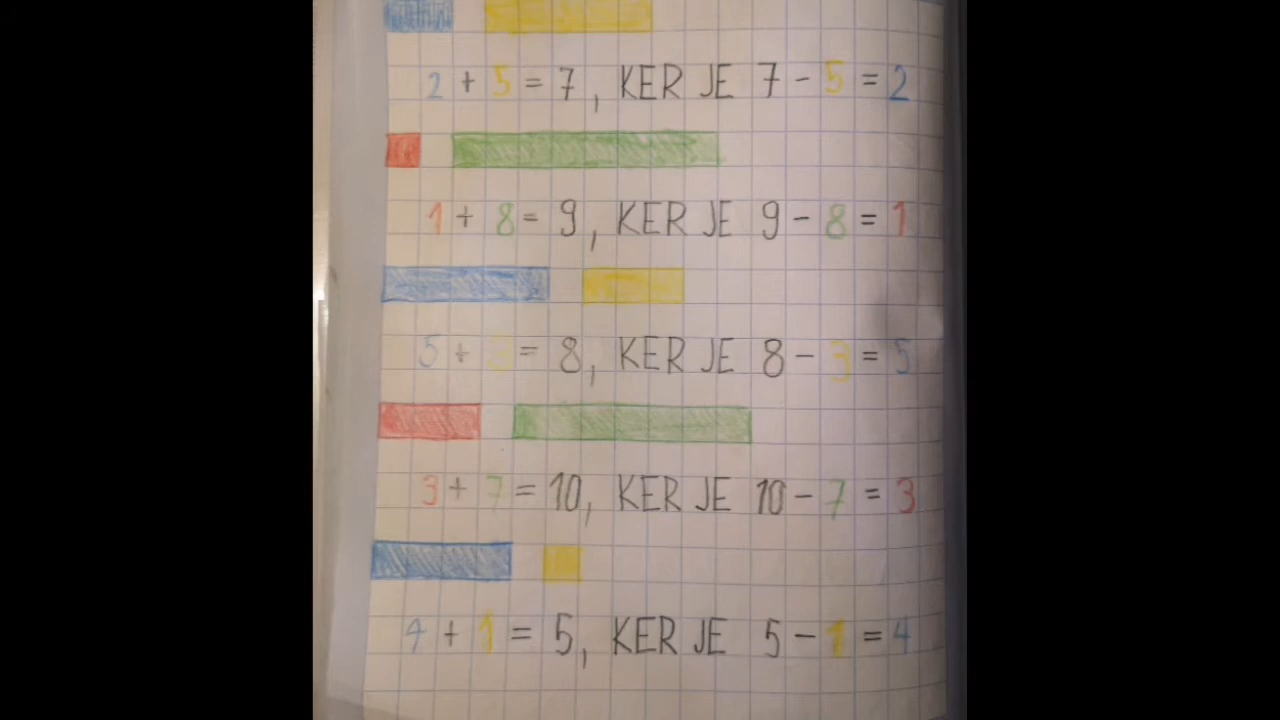 2 + 5 = 7, KER JE 7 - 5 = 2
1 + 8 = 9, KER JE 9 - 8 = 1
5 + 3 = 8, KER JE 8 - 3 = 5
3 + 7 = 10, KER JE 10 - 7 = 3
4 + 1 = 5, KER JE 5 - 1 = 4